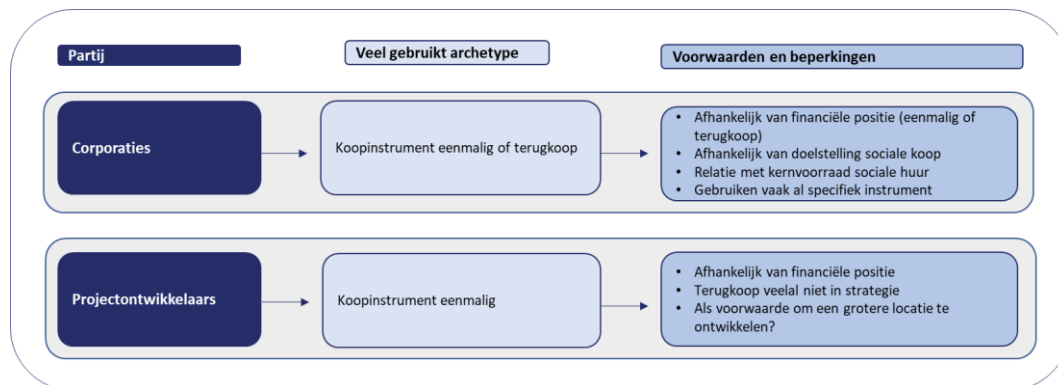 Partij
Veel gebruikt archetype
Voorwaarden en beperkingen
Corporaties
Koopinstrument eenmalig of terugkoop
• Afhankelijk van financiële positie (eenmalig of
terugkoop)
• Afhankelijk van doelstelling sociale koop
• Relatie met kernvoorraad sociale huur
• Gebruiken vaak al specifiek instrument
Projectontwikkelaars
Koopinstrument eenmalig
• Afhankelijk van financiële positie
• Terugkoop veelal niet in strategie
• Als voorwaarde om een grotere locatie te
ontwikkelen?